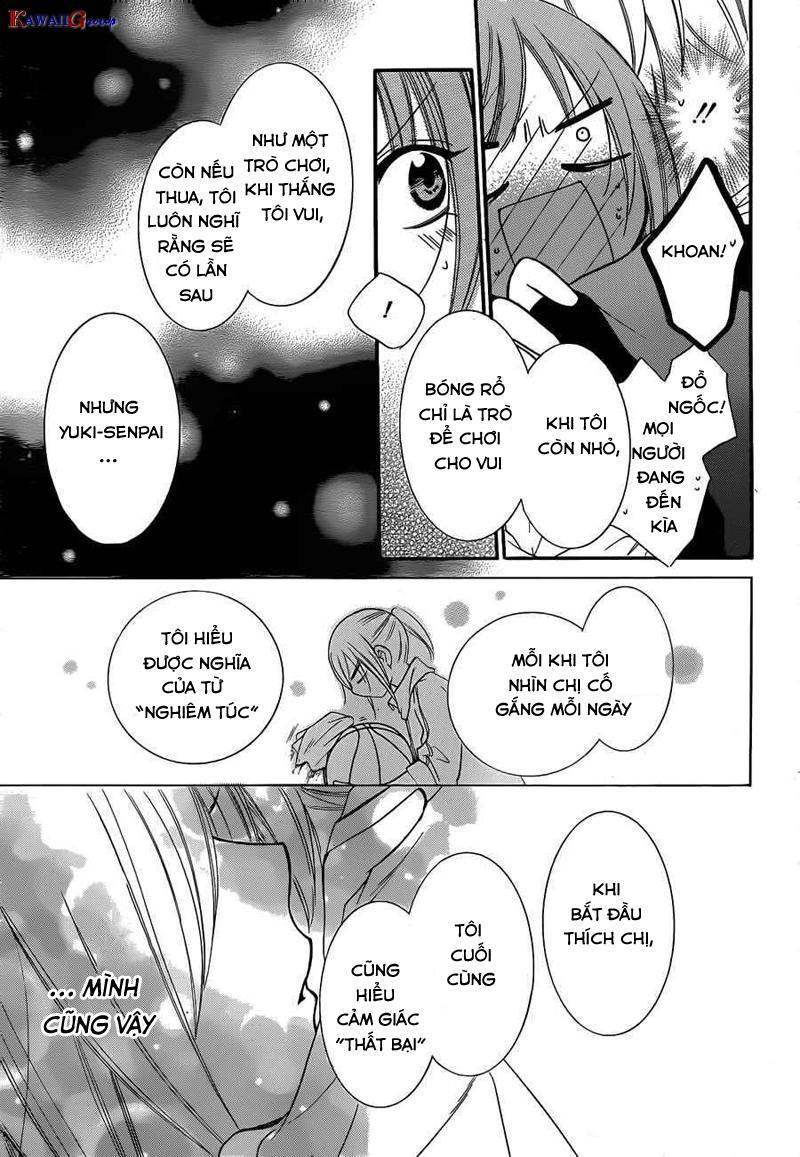 KAWAIIGroup
!!
KHOAN!
ĐỒ
NGỐC!
MỌI
NGƯỜI
ĐANG
ĐẾN
KÌA
!
KHI TÔI
CÒN NHỎ,
BÓNG RỔ
CHỈ LÀ TRÒ
ĐỂ CHƠI
CHO VUI
NHƯ MỘT
TRÒ CHƠI,
KHI THẮNG
TÔI VUI,
CÒN NẾU
THUA, TÔI
LUÔN NGHĨ
RẰNG SẼ
CÓ LẦN
SAU
NHƯNG
YUKI-SENPAI
...
MỖI KHI TÔI
NHÌN CHỊ CỐ
GẮNG MỖI NGÀY
TÔI HIỂU
ĐƯỢC NGHĨA
CỦA TỪ
"NGHIÊM TÚC"
KHI
BẮT ĐẦU
THÍCH CHỊ,
TÔI
CUỐI
CÙNG
CŨNG
HIỂU
CẢM GIÁC
"THẤT BẠI"
... MÌNH
CŨNG VẬY